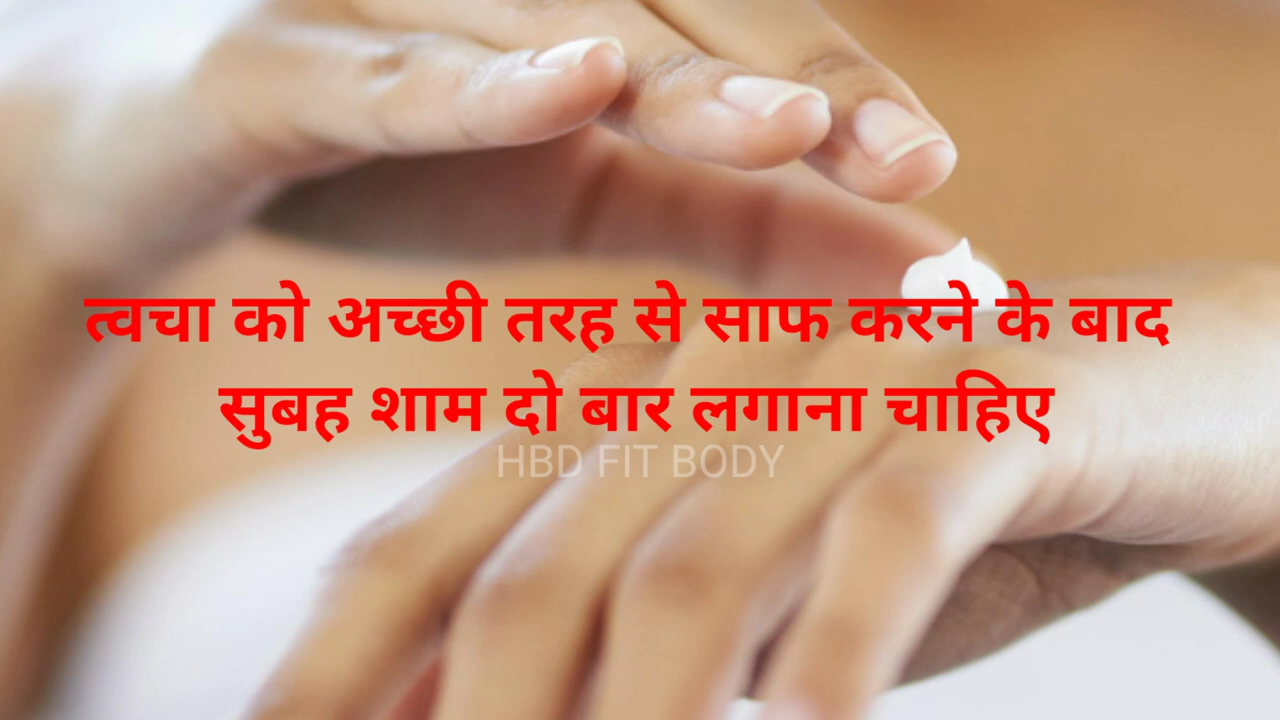 त्वचा को अच्छी तरह से साफ करने के बाद
सुबह शाम दो बार लगाना चाहिए
HBD FIT BODY